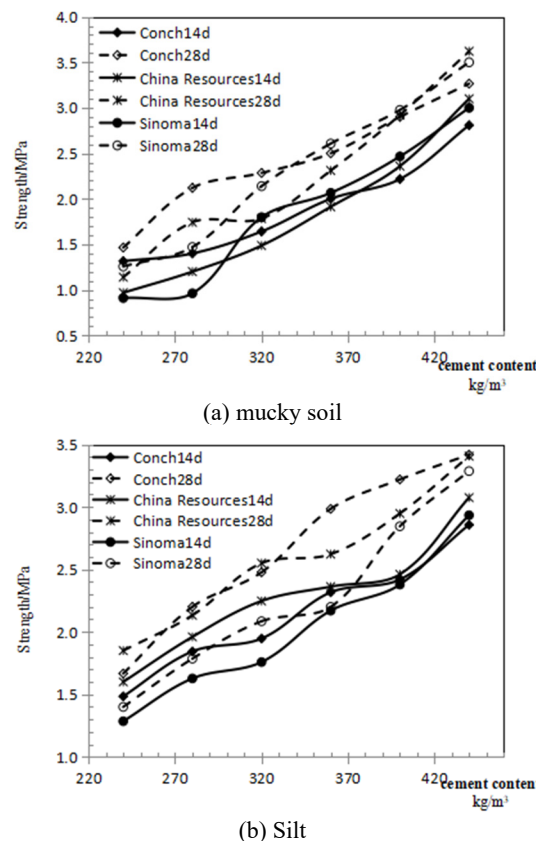 4.0
3.5
3.0
2.5
2.0
1.5
1.0
0.5
Strength/MPa
Conch14d
Conch28d
China Resources14d
China Resources28d
Sinoma14d
Sinoma28d
220 270 320 370 420
cement content
kg/m³
(a) mucky soil
3.5
3.0
2.5
2.0
1.5
1.0
Strength/MPa
Conch14d
Conch28d
China Resources14d
China Resources28d
Sinoma14d
Sinoma28d
220 270 320 370 420
cement content
kg/m³
(b) Silt